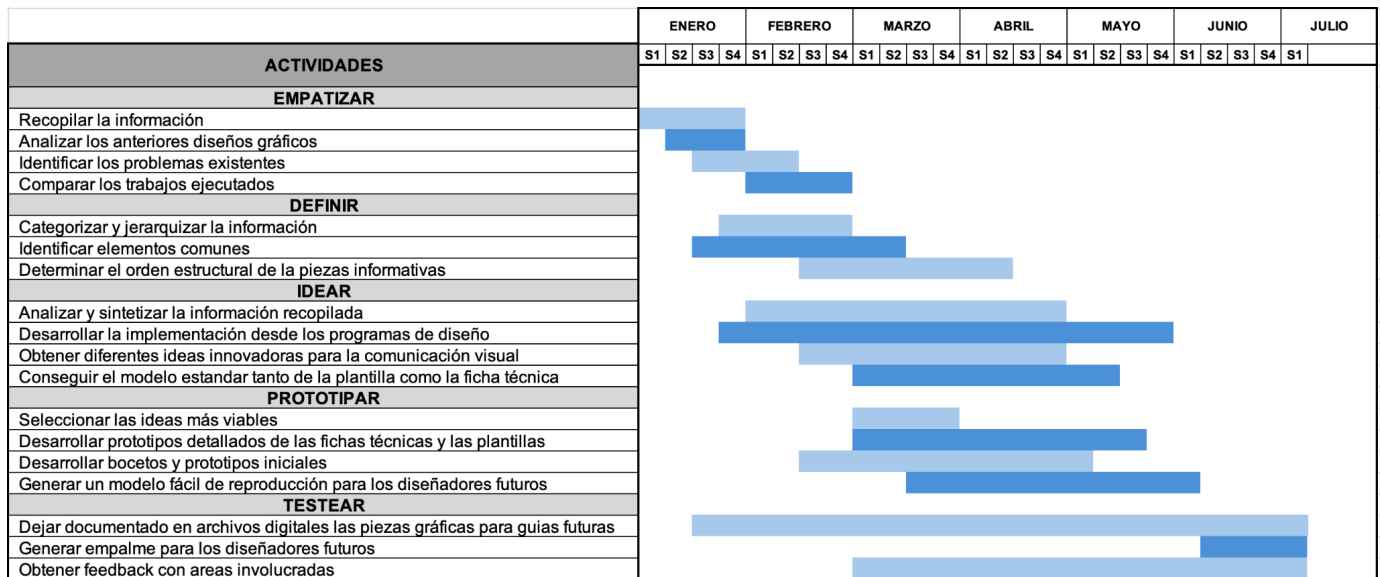 ENERO FEBRERO MARZO ABRIL MAYO JUNIO JULIO
ACTIVIDADES S1 S2 S3 S4 S1 S2 S3 S4 S1 S2 S3 S4 S1 S2 S3 S4 S1 S2 S3 S4 S1 S2 S3 S4 S1
EMPATIZAR
Recopilar la información
Analizar los anteriores diseños gráficos
Identificar los problemas existentes
Comparar los trabajos ejecutados
DEFINIR
Categorizar y jerarquizar la información
Identificar elementos comunes
Determinar el orden estructural de la piezas informativas
IDEAR
Analizar y sintetizar la información recopilada
Desarrollar la implementación desde los programas de diseño
Obtener diferentes ideas innovadoras para la comunicación visual
Conseguir el modelo estandar tanto de la plantilla como la ficha técnica
PROTOTIPAR
Seleccionar las ideas más viables
Desarrollar prototipos detallados de las fichas técnicas y las plantillas
Desarrollar bocetos y prototipos iniciales
Generar un modelo fácil de reproducción para los diseñadores futuros
TESTEAR
Dejar documentado en archivos digitales las piezas gráficas para guias futuras
Generar empalme para los diseñadores futuros
Obtener feedback con areas involucradas